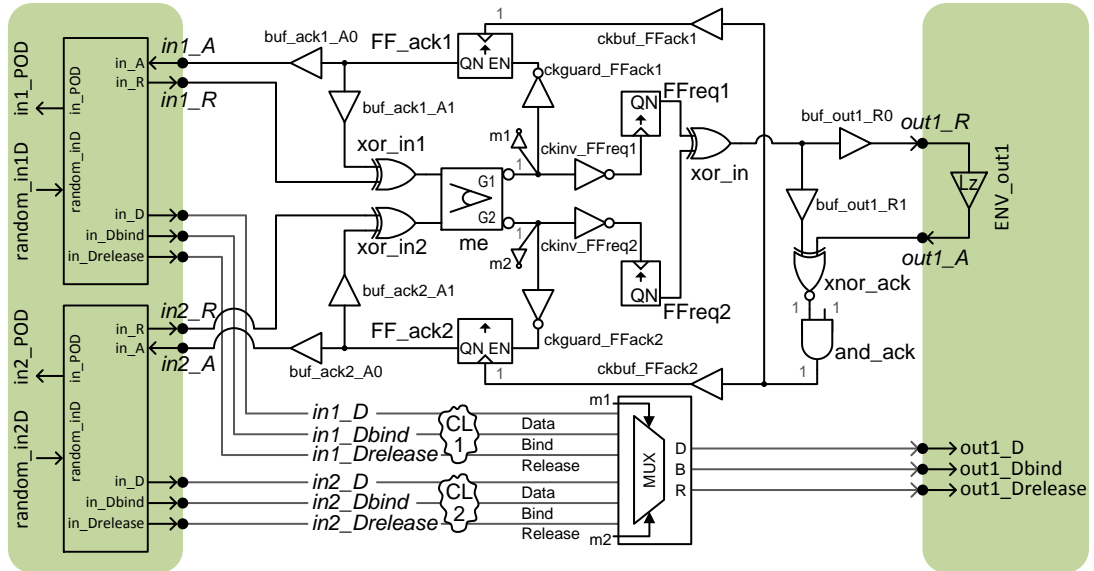 in1_POD
random_in1D
in_POD
random_inD
in_A
in_R
in_D
in_Dbind
in_Drelease
in1_A
in1_R
buf_ack1_A0
buf_ack1_A1
FF_ack1
QN EN
1
ckbuf_FFack1
ckguard_FFack1
xor_in1
xor_in2
m1
1
G1
G2
me
1
m2
ckinv_FFreq1
ckinv_FFreq2
FFreq1
QN
QN
FFreq2
xor_in
buf_out1_R0
buf_out1_R1
out1_R
Lz
ENV_out1
out1_A
xnor_ack
1
1
and_ack
1
in2_POD
random_in2D
in_POD
random_inD
in_R
in_A
in_D
in_Dbind
in_Drelease
in2_R
in2_A
buf_ack2_A1
buf_ack2_A0
FF_ack2
QN EN
1
ckguard_FFack2
ckbuf_FFack2
in1_D
in1_Dbind
in1_Drelease
CL
1
Data
Bind
Release
in2_D
in2_Dbind
in2_Drelease
CL
2
Data
Bind
Release
m1
MUX
m2
D
B
R
out1_D
out1_Dbind
out1_Drelease